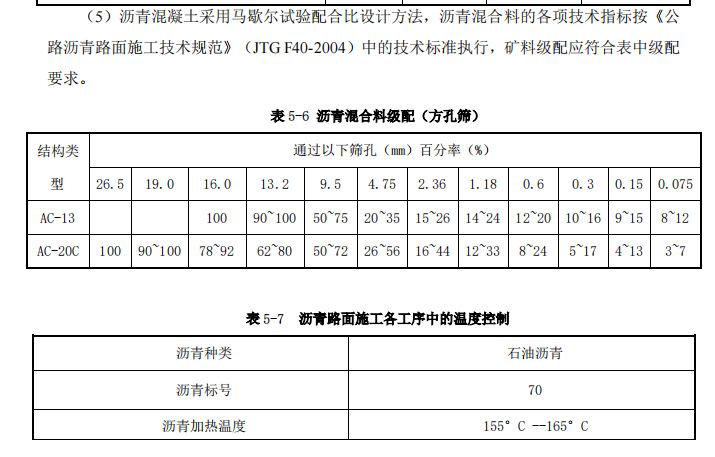 （5）沥青混凝土采用马歇尔试验配合比设计方法，沥青混合料的各项技术指标按《公
路沥青路面施工技术规范》（JTG F40-2004）中的技术标准执行，矿料级配应符合表中级配
要求。
表 5-6 沥青混合料级配（方孔筛）
结构类型 通过以下筛孔（mm）百分率（%）
26.5 19.0 16.0 13.2 9.5 4.75 2.36 1.18 0.6 0.3 0.15 0.075
AC-13 100 90~100 50~75 20~35 15~26 14~24 12~20 10~16 9~15 8~12
AC-20C 100 90~100 78~92 62~80 50~72 26~56 16~44 12~33 8~24 5~17 4~13 3~7
表 5-7 沥青路面施工各工序中的温度控制
沥青种类 石油沥青
沥青标号 70
沥青加热温度 155° C --165° C